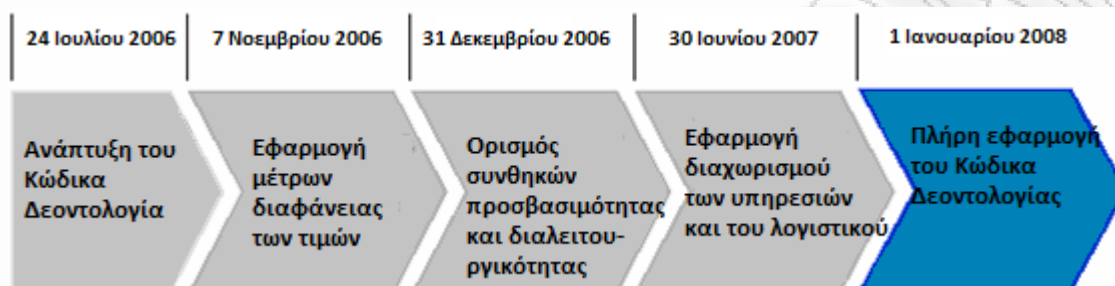 24 Ιουλίου 2006
7 Νοεμβρίου 2006
31 Δεκεμβρίου 2006
30 Ιουνίου 2007
1 Ιανουαρίου 2008
Ανάπτυξη του
Κώδικα
Δεοντολογία
Εφαρμογή
μέτρων
διαφάνειας
των τιμών
Ορισμός
συνθηκών
προσβασιμότητας
και διαλειτου-
ργικότητας
Εφαρμογή
διαχωρισμού
των υπηρεσιών
και του λογιστικού
Πλήρη εφαρμογή
του Κώδικα
Δεοντολογίας